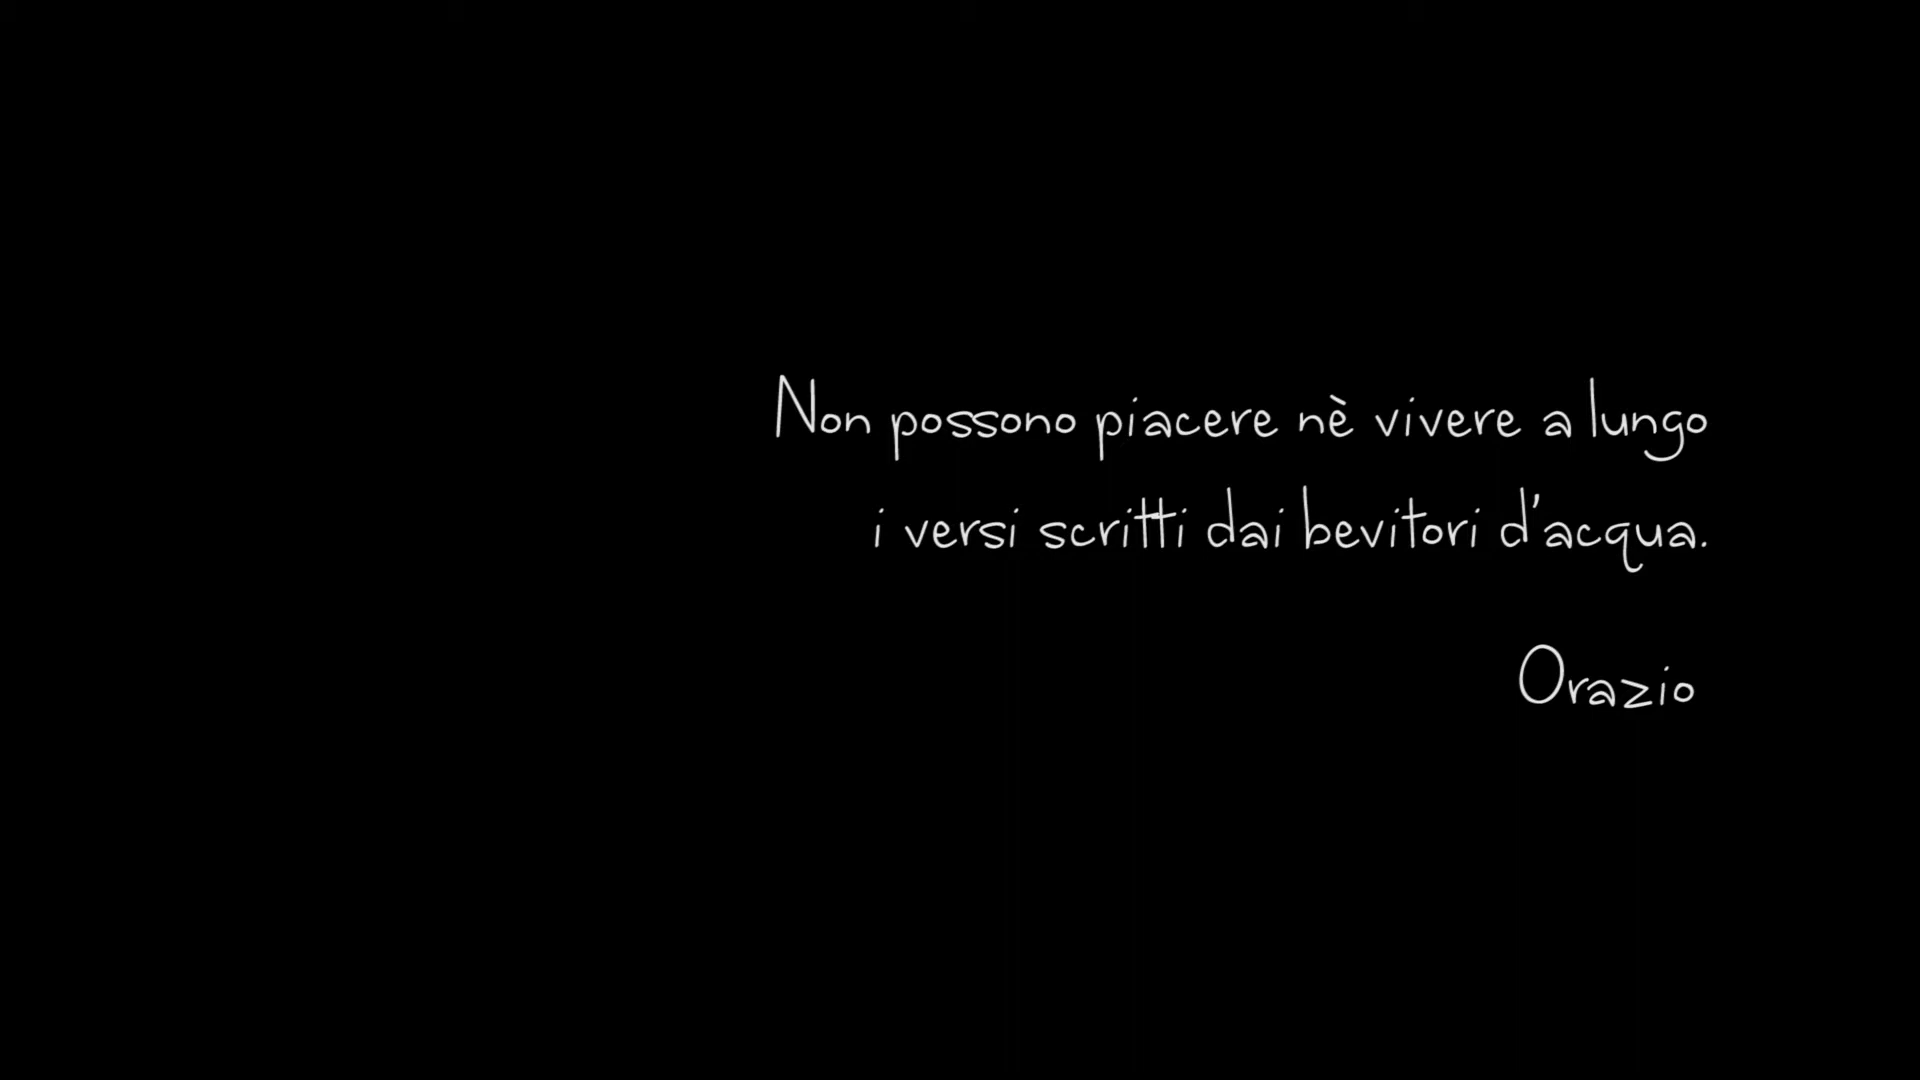 Non possono piacere nè vivere a lungo
i versi scritti dai bevitori d'acqua.
Orazio